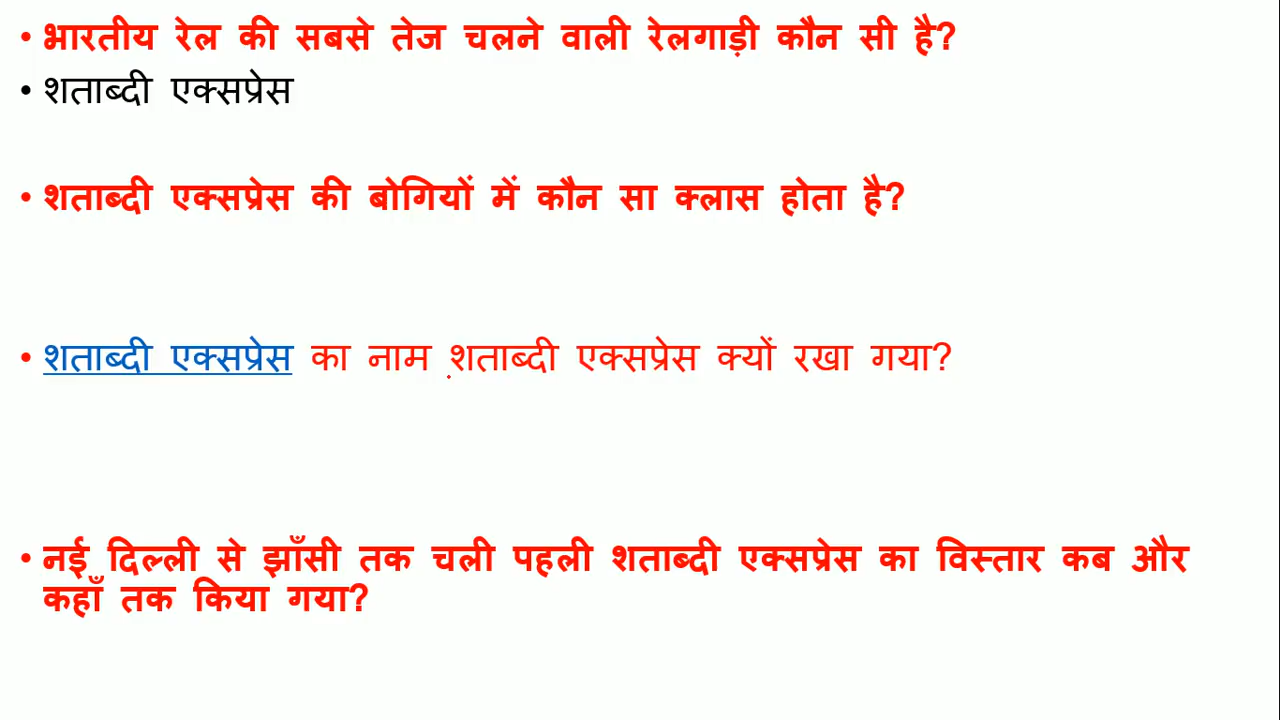 • भारतीय रेल की सबसे तेज चलने वाली रेलगाड़ी कौन सी है?
• शताब्दी एक्सप्रेस
• शताब्दी एक्सप्रेस की बोगियों में कौन सा क्लास होता है?
• शताब्दी एक्सप्रेस का नाम शताब्दी एक्सप्रेस क्यों रखा गया?
• नई दिल्ली से झाँसी तक चली पहली शताब्दी एक्सप्रेस का विस्तार कब और
कहाँ तक किया गया?